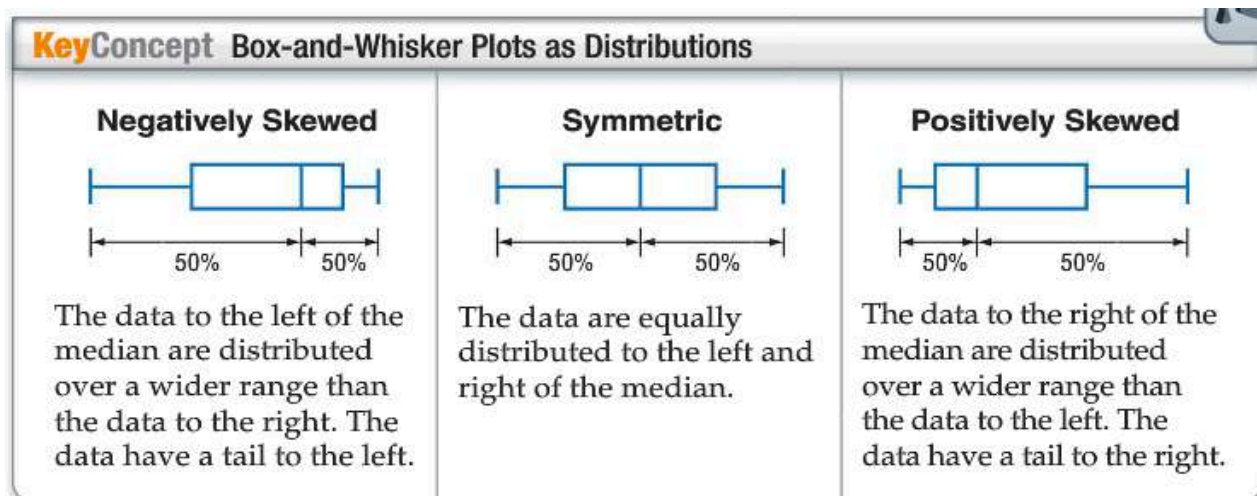 KeyConcept Box-and-Whisker Plots as Distributions
Negatively Skewed
50% 50%
The data to the left of the
median are distributed
over a wider range than
the data to the right. The
data have a tail to the left.
Symmetric
50% 50%
The data are equally
distributed to the left and
right of the median.
Positively Skewed
50% 50%
The data to the right of the
median are distributed
over a wider range than
the data to the left. The
data have a tail to the right.